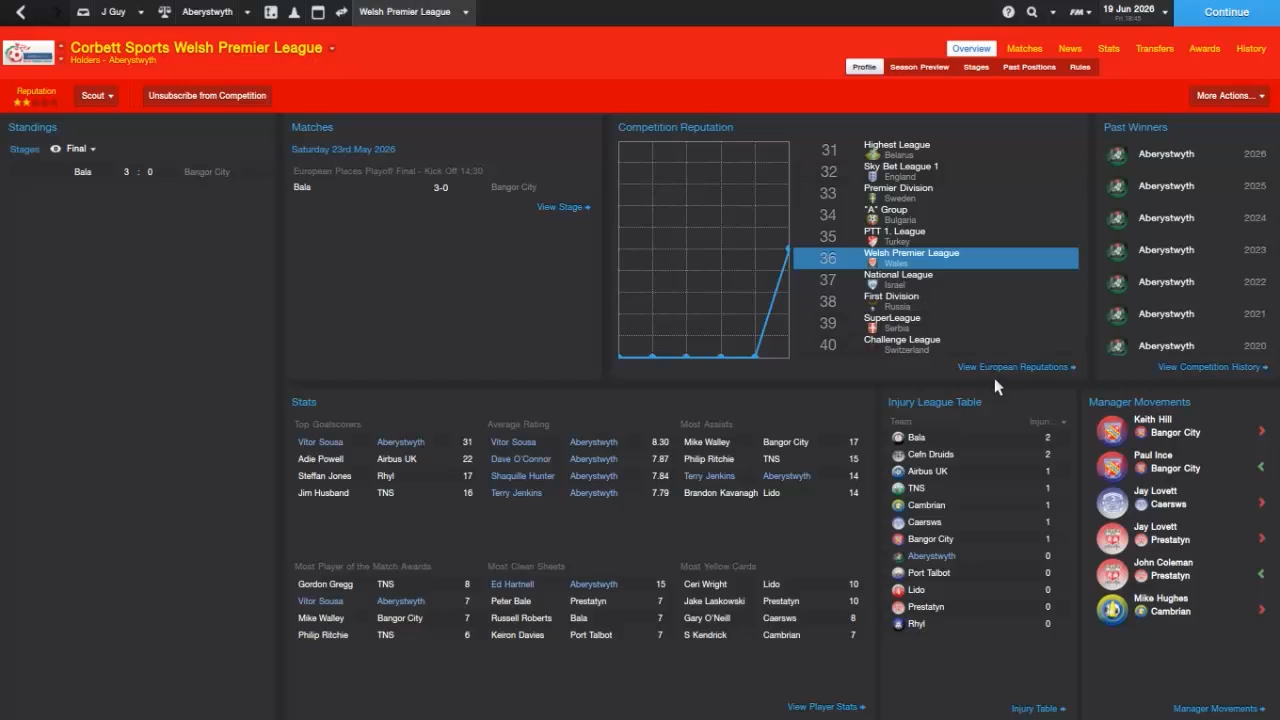 J Guy Aberystwyth Welsh Premier League FM 19 Jun 2026 Fri 18:45 Continue
Corbett Sports Welsh Premier League
Holders - Aberystwyth
Overview Matches News Stats Transfers Awards History
Profile Season Preview Stages Past Positions Rules
Reputation
Scout Unsubscribe from Competition More Actions...
Standings
Stages Final
Bala 3 : 0 Bangor City
Matches
Saturday 23rd May 2026
European Places Playoff Final - Kick Off 14:30
Bala 3-0 Bangor City
View Stage
Competition Reputation
31 Highest League
Belarus
32 Sky Bet League 1
England
33 Premier Division
Sweden
34 "A" Group
Bulgaria
35 PTT 1. League
Turkey
36 Welsh Premier League
Wales
37 National League
Israel
38 First Division
Russia
39 SuperLeague
Serbia
40 Challenge League
Switzerland
View European Reputations
Past Winners
Aberystwyth 2026
Aberystwyth 2025
Aberystwyth 2024
Aberystwyth 2023
Aberystwyth 2022
Aberystwyth 2021
Aberystwyth 2020
View Competition History
Stats
Top Goalscorers
Vítor Sousa Aberystwyth 31
Adie Powell Airbus UK 22
Steffan Jones Rhyl 17
Jim Husband TNS 16
Average Rating
Vítor Sousa Aberystwyth 8.30
Dave O'Connor Aberystwyth 7.87
Shaquille Hunter Aberystwyth 7.84
Terry Jenkins Aberystwyth 7.79
Most Assists
Mike Walley Bangor City 17
Philip Ritchie TNS 15
Terry Jenkins Aberystwyth 14
Brandon Kavanagh Lido 14
Most Player of the Match Awards
Gordon Gregg TNS 8
Vítor Sousa Aberystwyth 7
Mike Walley Bangor City 7
Philip Ritchie TNS 6
Most Clean Sheets
Ed Hartnell Aberystwyth 15
Peter Bale Prestatyn 7
Russell Roberts Bala 7
Keiron Davies Port Talbot 7
Most Yellow Cards
Ceri Wright Lido 10
Jake Laskowski Prestatyn 10
Gary O'Neill Caersws 8
S Kendrick Cambrian 7
View Player Stats
Injury League Table
Team Injuri...
Bala 2
Cefn Druids 2
Airbus UK 1
TNS 1
Cambrian 1
Caersws 1
Bangor City 1
Aberystwyth 0
Port Talbot 0
Lido 0
Prestatyn 0
Rhyl 0
Injury Table
Manager Movements
Keith Hill
Bangor City
Paul Ince
Bangor City
Jay Lovett
Caersws
Jay Lovett
Prestatyn
John Coleman
Prestatyn
Mike Hughes
Cambrian
Manager Movements